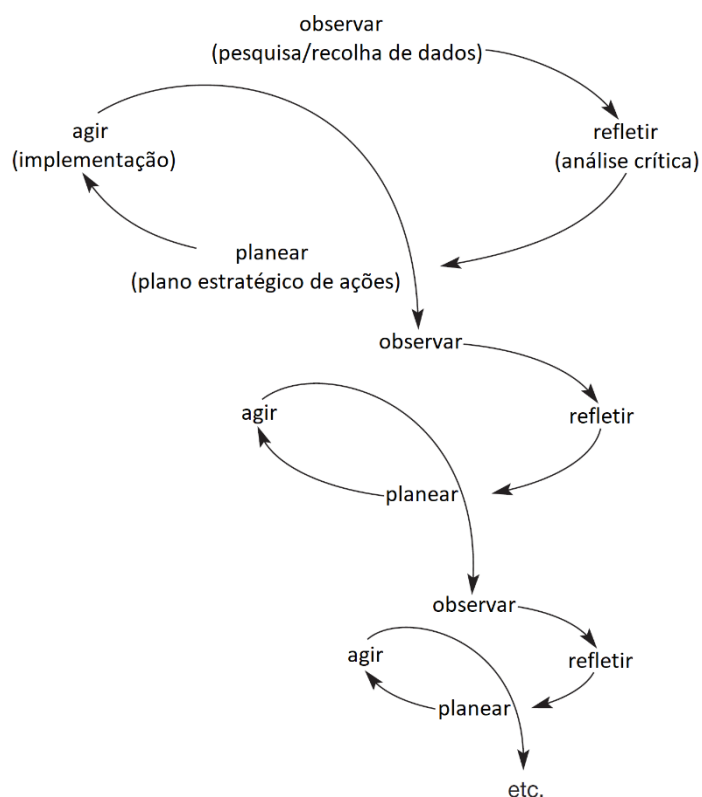 observar
(pesquisa/recolha de dados)
refletir
(análise crítica)
planear
(plano estratégico de ações)
agir
(implementação)
observar
refletir
planear
agir
observar
refletir
planear
agir
etc.